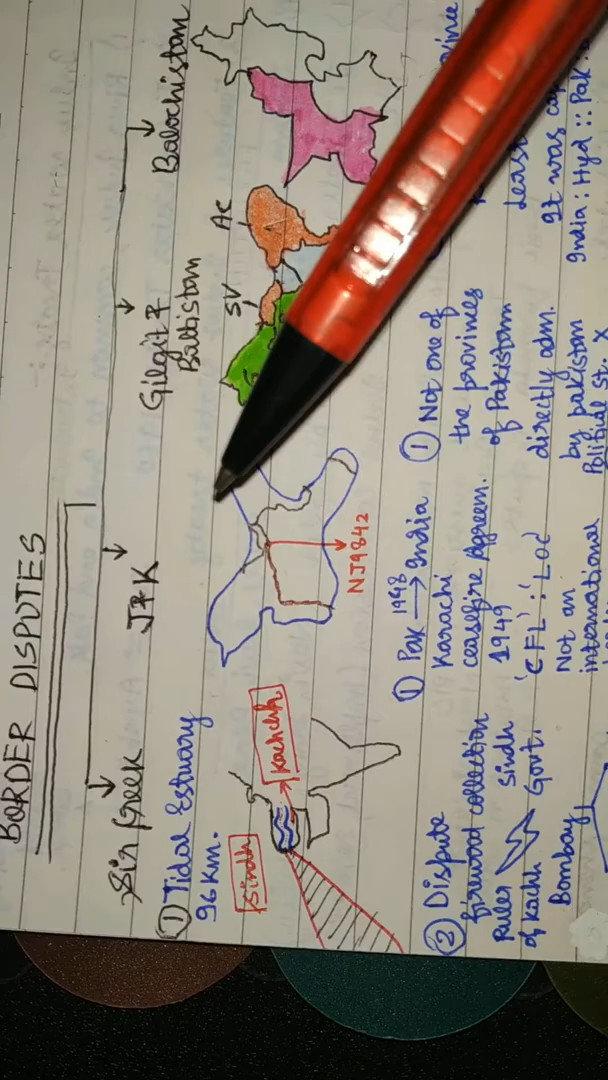 BORDER DISPUTES
Sir Creek
J & K
Gilgit &
Baltistan
Balochistan
① Tidal Estuary
96 Km.
Sindh
Kachchh
② Dispute
firewood collection
Ruler Sindh
of Kachh Govt.
Bombay
NJ9842
① Pak 1948 → India
Karachi
ceasefire Agreem.
1949
'CFL' : 'LOC
Not an
international
SV
AC
① Not one of
the provinces
of Pakistan
directly adm.
by pakistan
Political st. X
Least
It was
India : Hyd :: Pak :